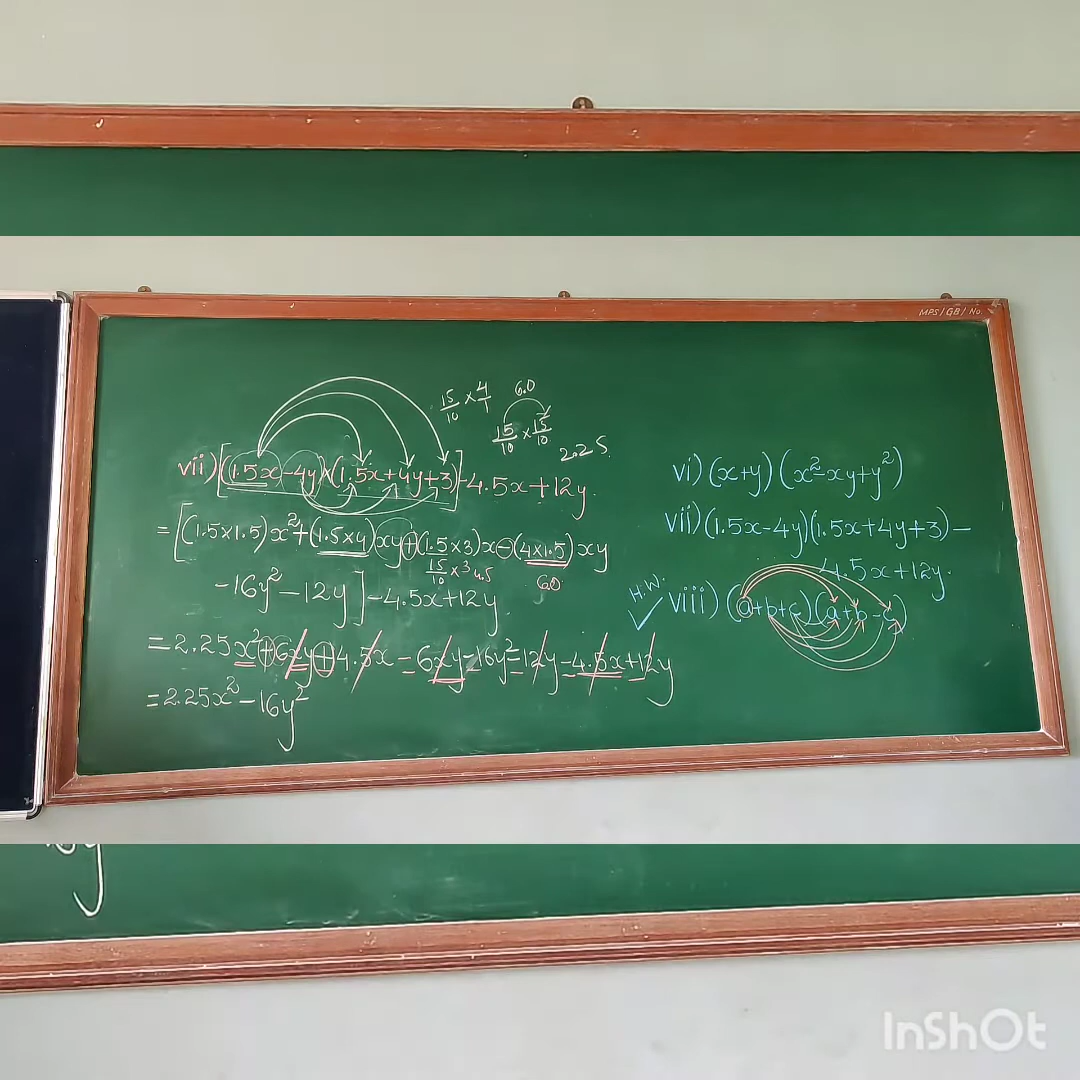 MPS/GB/No.
15/10 × 4/1
6.0
15/10 × 15/10
2.25
vii) [(1.5x-4y)×(1.5x+4y+3)]-4.5x+12y.
= [(1.5×1.5)x²+(1.5×4)xy+(1.5×3)x-(4×1.5)xy
15/10 ×3 4.5
6.0
-16y²-12y]-4.5x+12y
= 2.25x²+6xy+4.5x-6xy-16y²-12y-4.5x+12y
= 2.25x²-16y²
vi) (x+y) (x²-xy+y²)
vii) (1.5x-4y)(1.5x+4y+3) -
4.5x+12y.
H.W.
viii) (a+b+c)(a+b-c)
y
InShOt